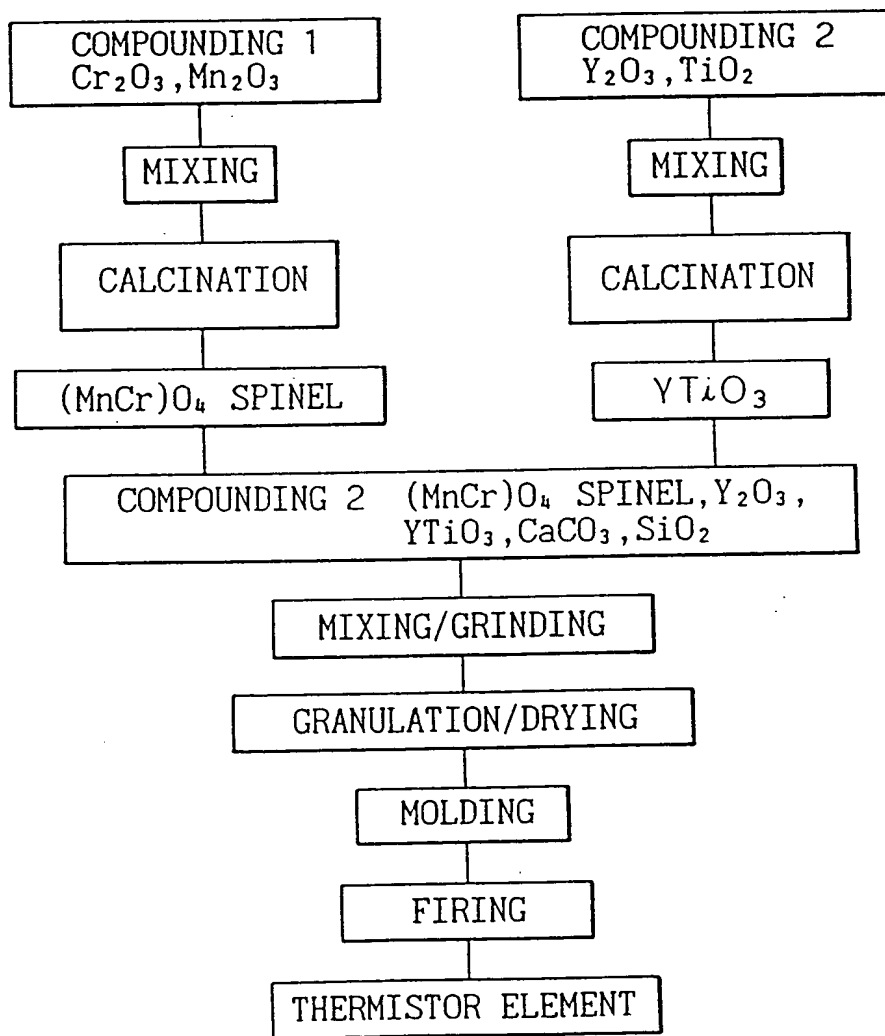 COMPOUNDING 1
Cr₂O₃,Mn₂O₃
MIXING
CALCINATION
(MnCr)O₄ SPINEL
COMPOUNDING 2
Y₂O₃,TiO₂
MIXING
CALCINATION
YTiO₃
COMPOUNDING 2 (MnCr)O₄ SPINEL,Y₂O₃,
YTiO₃,CaCO₃,SiO₂
MIXING/GRINDING
GRANULATION/DRYING
MOLDING
FIRING
THERMISTOR ELEMENT